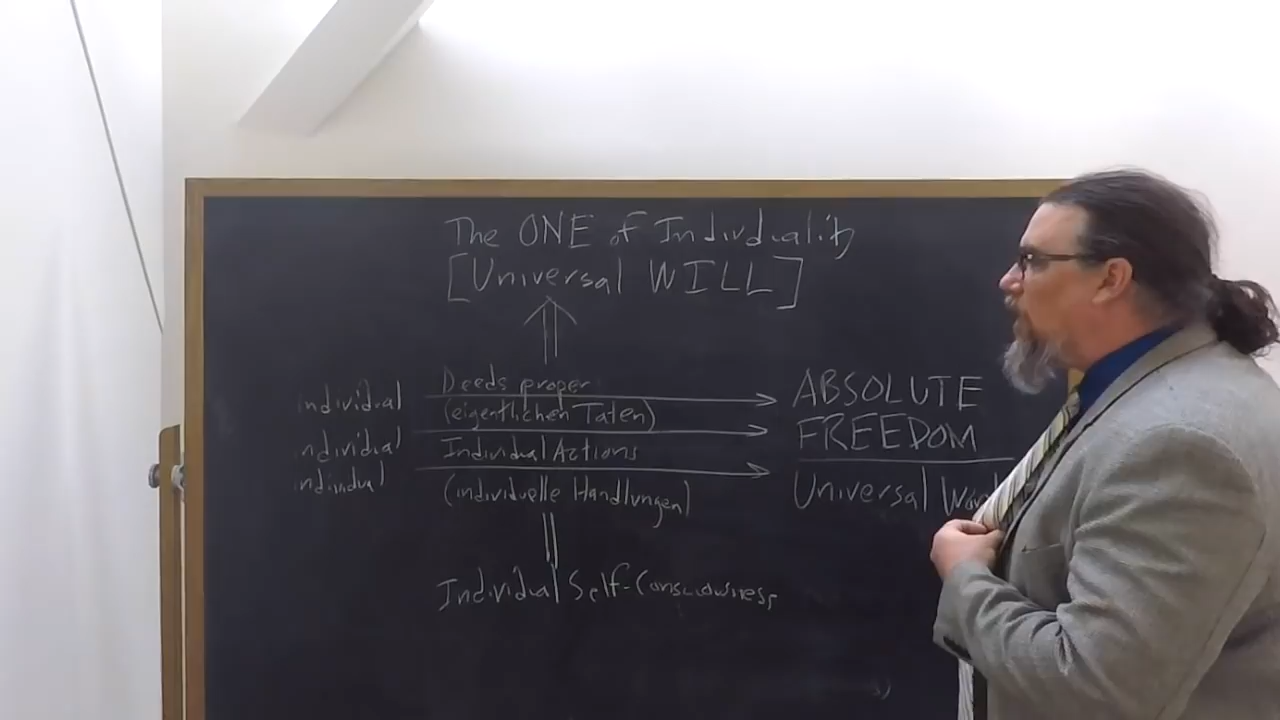 The ONE of Indivduality
[Universal WILL]
individual
Deeds proper
(eigentlichen Taten)
ABSOLUTE
FREEDOM
individual
Individual Actions
individual
(individuelle Handlungen)
Universal
Individual Self-Consciousness